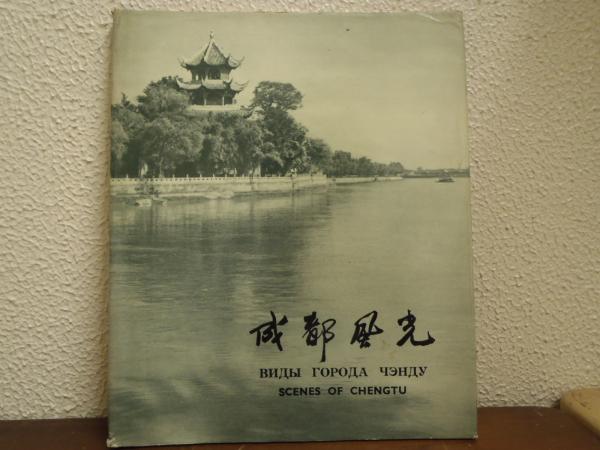 成都风光
ВИДЫ ГОРОДА ЧЭНДУ
SCENES OF CHENGTU